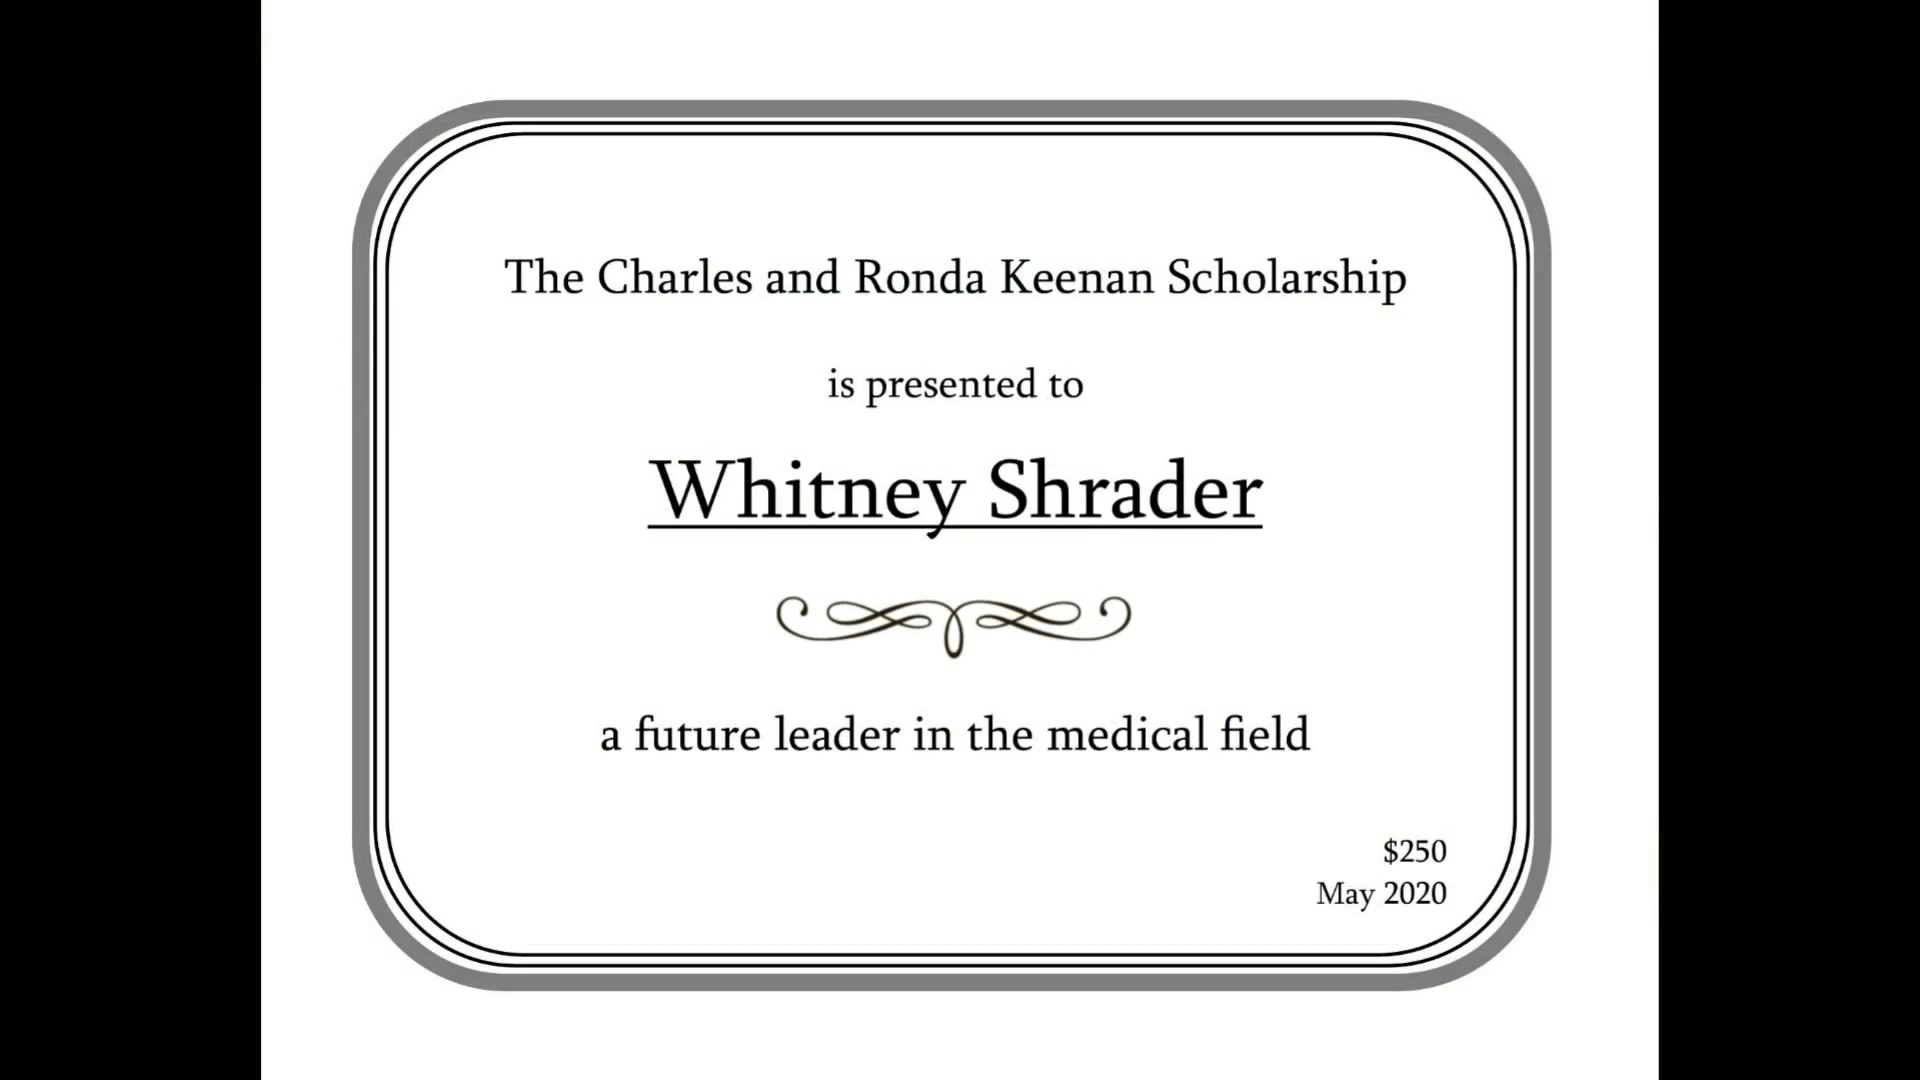 The Charles and Ronda Keenan Scholarship
is presented to
Whitney Shrader
a future leader in the medical field
$250
May 2020